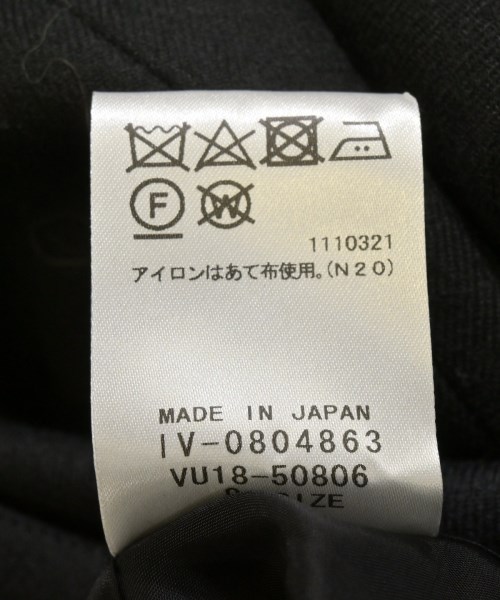 F W
1110321
アイロンはあて布使用。(N20)
MADE IN JAPAN
IV-0804863
VU18-50806
SIZE